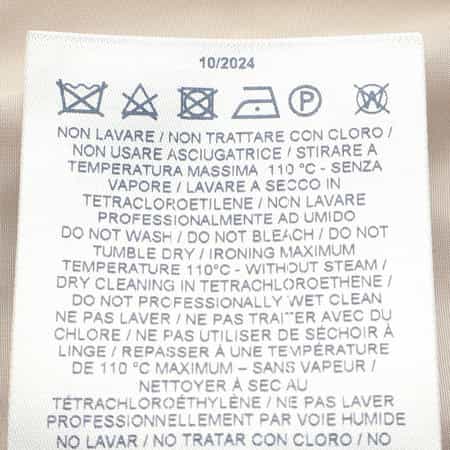 10/2024
P W
NON LAVARE / NON TRATTARE CON CLORO /
NON USARE ASCIUGATRICE / STIRARE A
TEMPERATURA MASSIMA 110 °C - SENZA
VAPORE / LAVARE A SECCO IN
TETRACLOROETILENE / NON LAVARE
PROFESSIONALMENTE AD UMIDO
DO NOT WASH / DO NOT BLEACH / DO NOT
TUMBLE DRY / IRONING MAXIMUM
TEMPERATURE 110°C - WITHOUT STEAM /
DRY CLEANING IN TETRACHLOROETHENE /
DO NOT PROFESSIONALLY WET CLEAN
NE PAS LAVER / NE PAS TRAITER AVEC DU
CHLORE / NE PAS UTILISER DE SÉCHOIR À
LINGE / REPASSER À UNE TEMPÉRATURE
DE 110 °C MAXIMUM – SANS VAPEUR /
NETTOYER À SEC AU
TÉTRACHLOROÉTHYLÈNE / NE PAS LAVER
PROFESSIONNELLEMENT PAR VOIE HUMIDE
NO LAVAR / NO TRATAR CON CLORO / NO